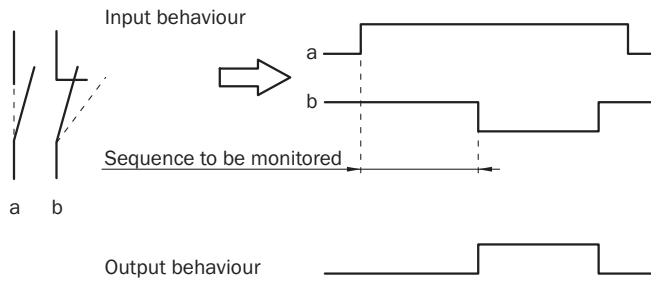 Input behaviour
a
b
Sequence to be monitored
a b
Output behaviour